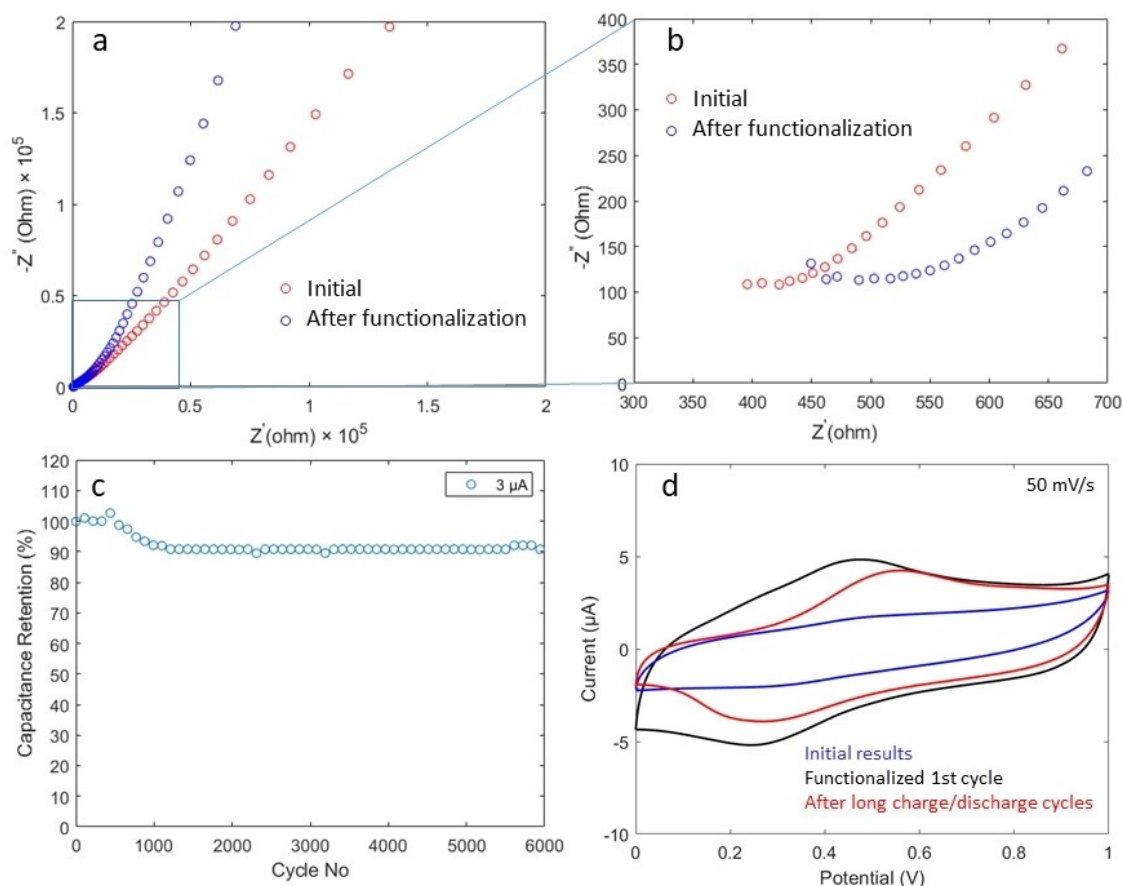 a
2
1.5
1
0.5
0
-Z" (Ohm) × 10⁵
Initial
After functionalization
0
0.5
1
1.5
2
Z'(ohm) × 10⁵
b
400
350
300
250
200
150
100
50
0
-Z" (Ohm)
Initial
After functionalization
300
400
450
500
550
600
650
700
Z'(ohm)
c
120
110
100
90
80
70
60
50
40
30
20
10
0
Capacitance Retention (%)
3 μA
0
1000
2000
3000
4000
5000
6000
Cycle No
d
10
5
0
-5
-10
Current (μA)
50 mV/s
Initial results
Functionalized 1st cycle
After long charge/discharge cycles
0
0.2
0.4
0.6
0.8
1
Potential (V)